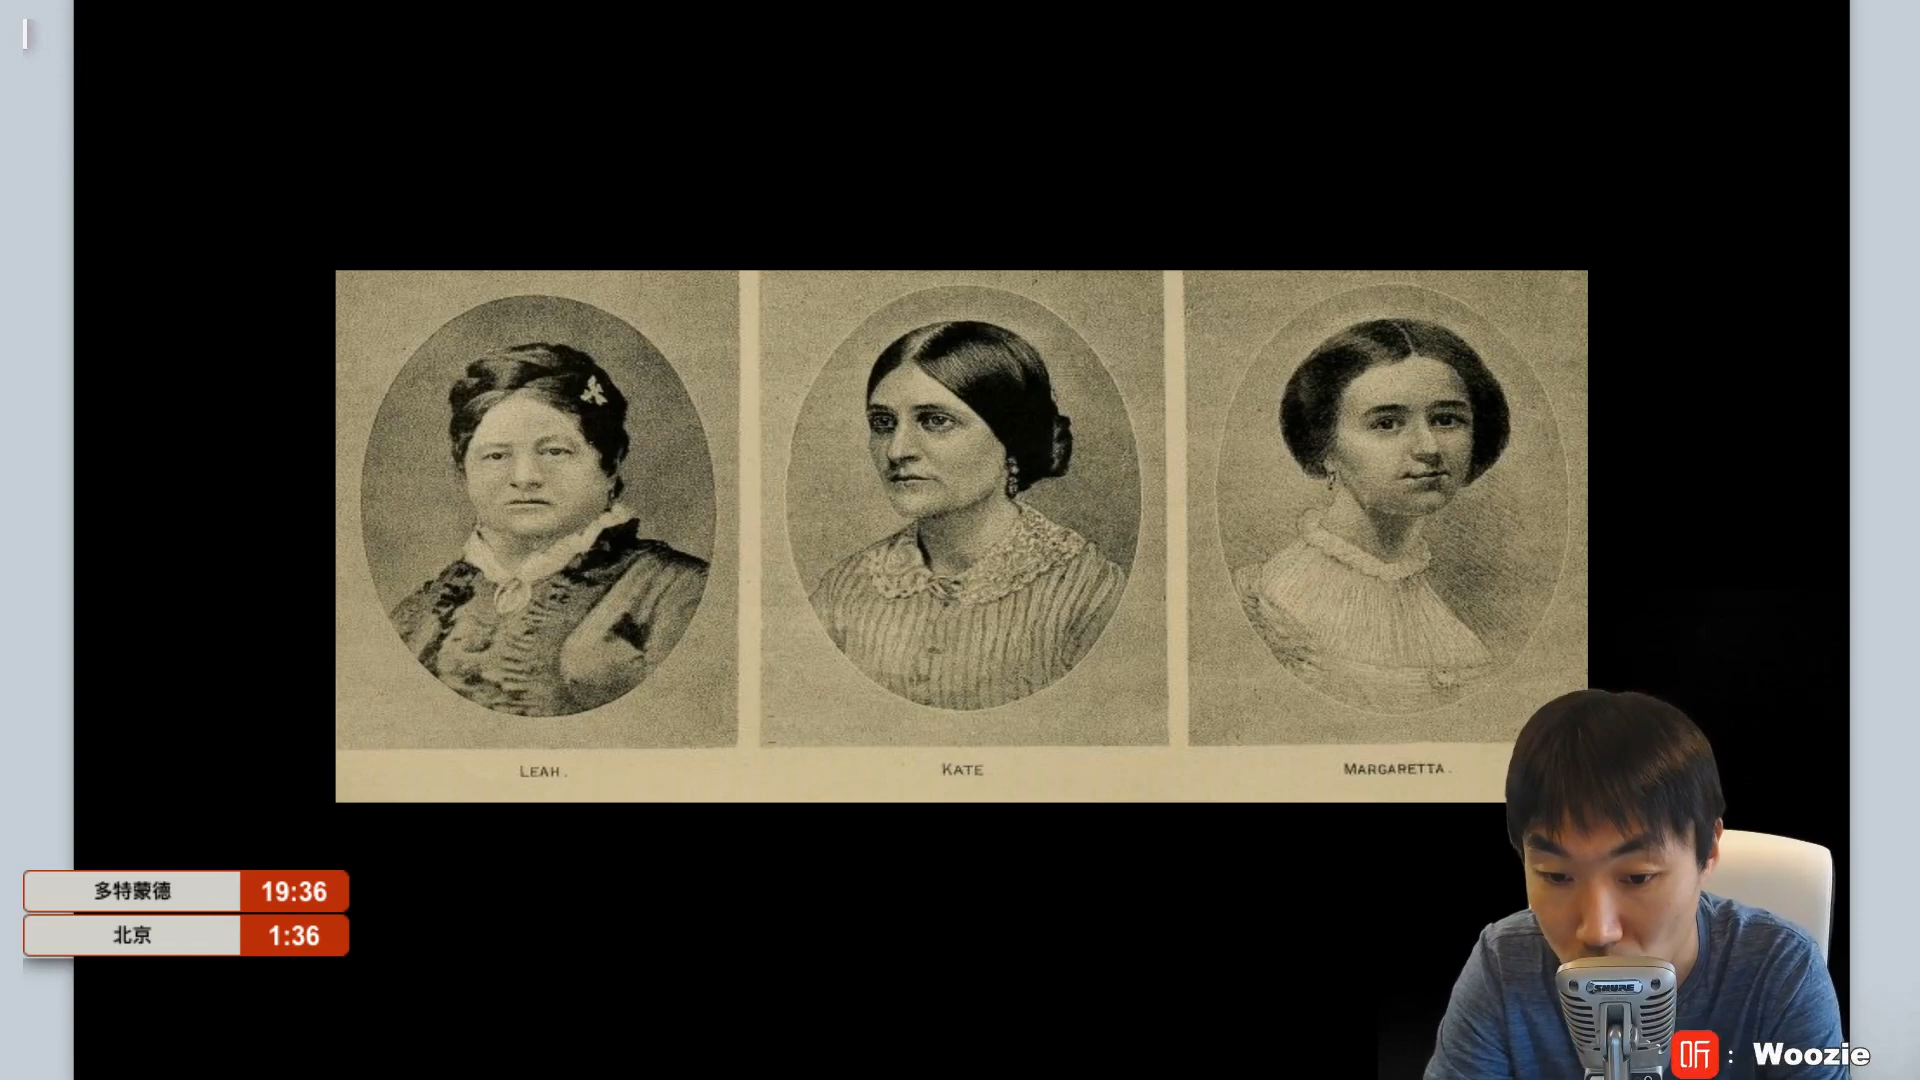 LEAH.
KATE
MARGARETTA.
多特蒙德 19:36
北京 1:36
SHURE
听 : Woozie